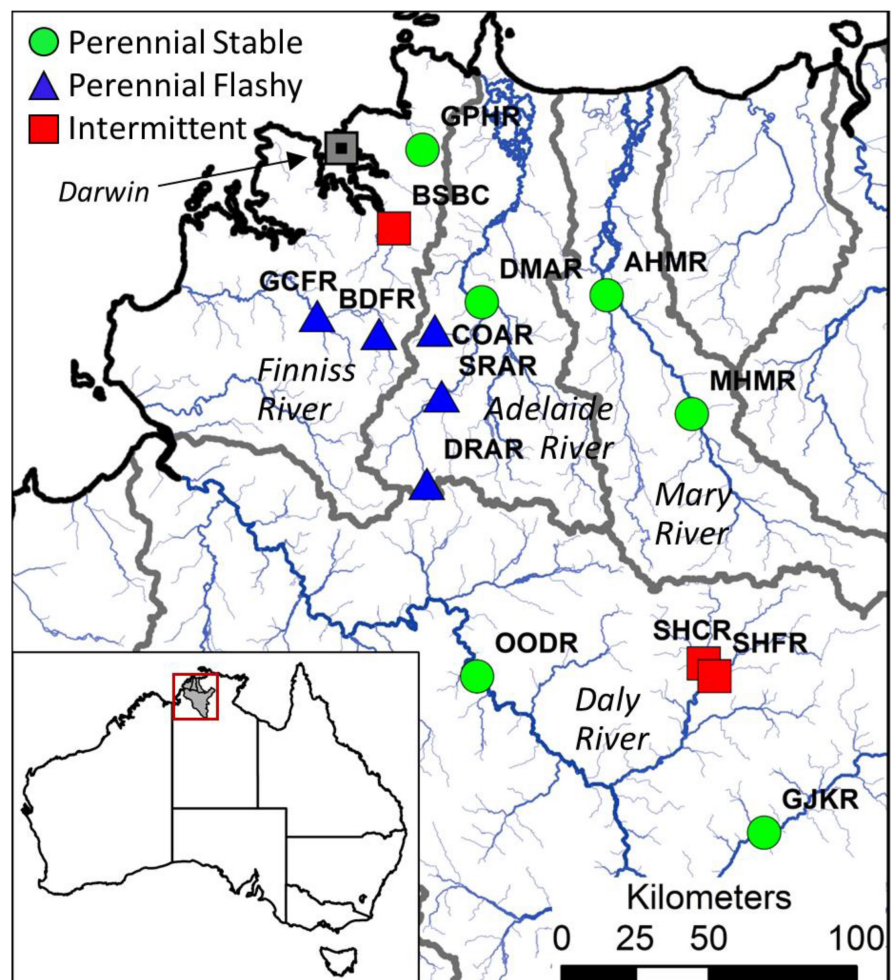 Perennial Stable
Perennial Flashy
Intermittent
Darwin
GPHR
BSBC
GCFR
BDFR
DMAR
AHMR
COAR
SRAR
MHMR
Finniss
River
Adelaide
River
DRAR
Mary
River
OODR
SHCR
SHFR
Daly
River
GJKR
Kilometers
0 25 50 100